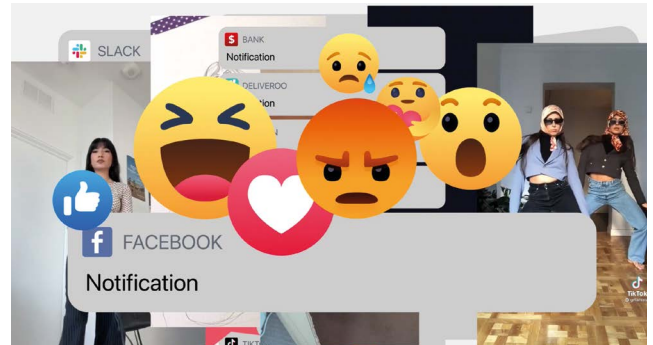 SLACK
BANK
Notification
DELIVEROO
FACEBOOK
Notification
TikTok